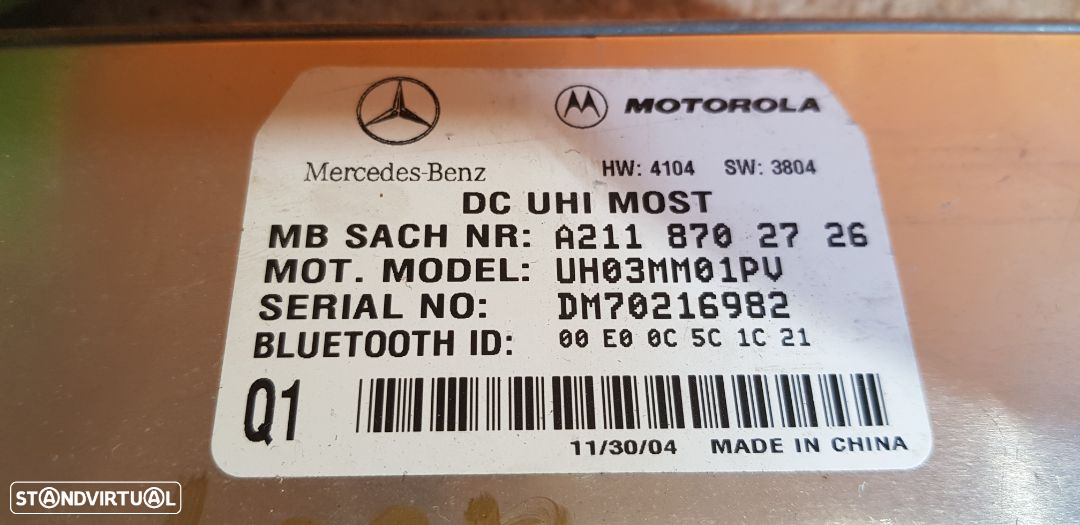 MOTOROLA
Mercedes-Benz
HW: 4104 SW: 3804
DC UHI MOST
MB SACH NR: A211 870 27 26
MOT. MODEL: UH03MM01PV
SERIAL NO: DM70216982
BLUETOOTH ID: 00 E0 0C 5C 1C 21
Q1
11/30/04 MADE IN CHINA
STANDVIRTUAL